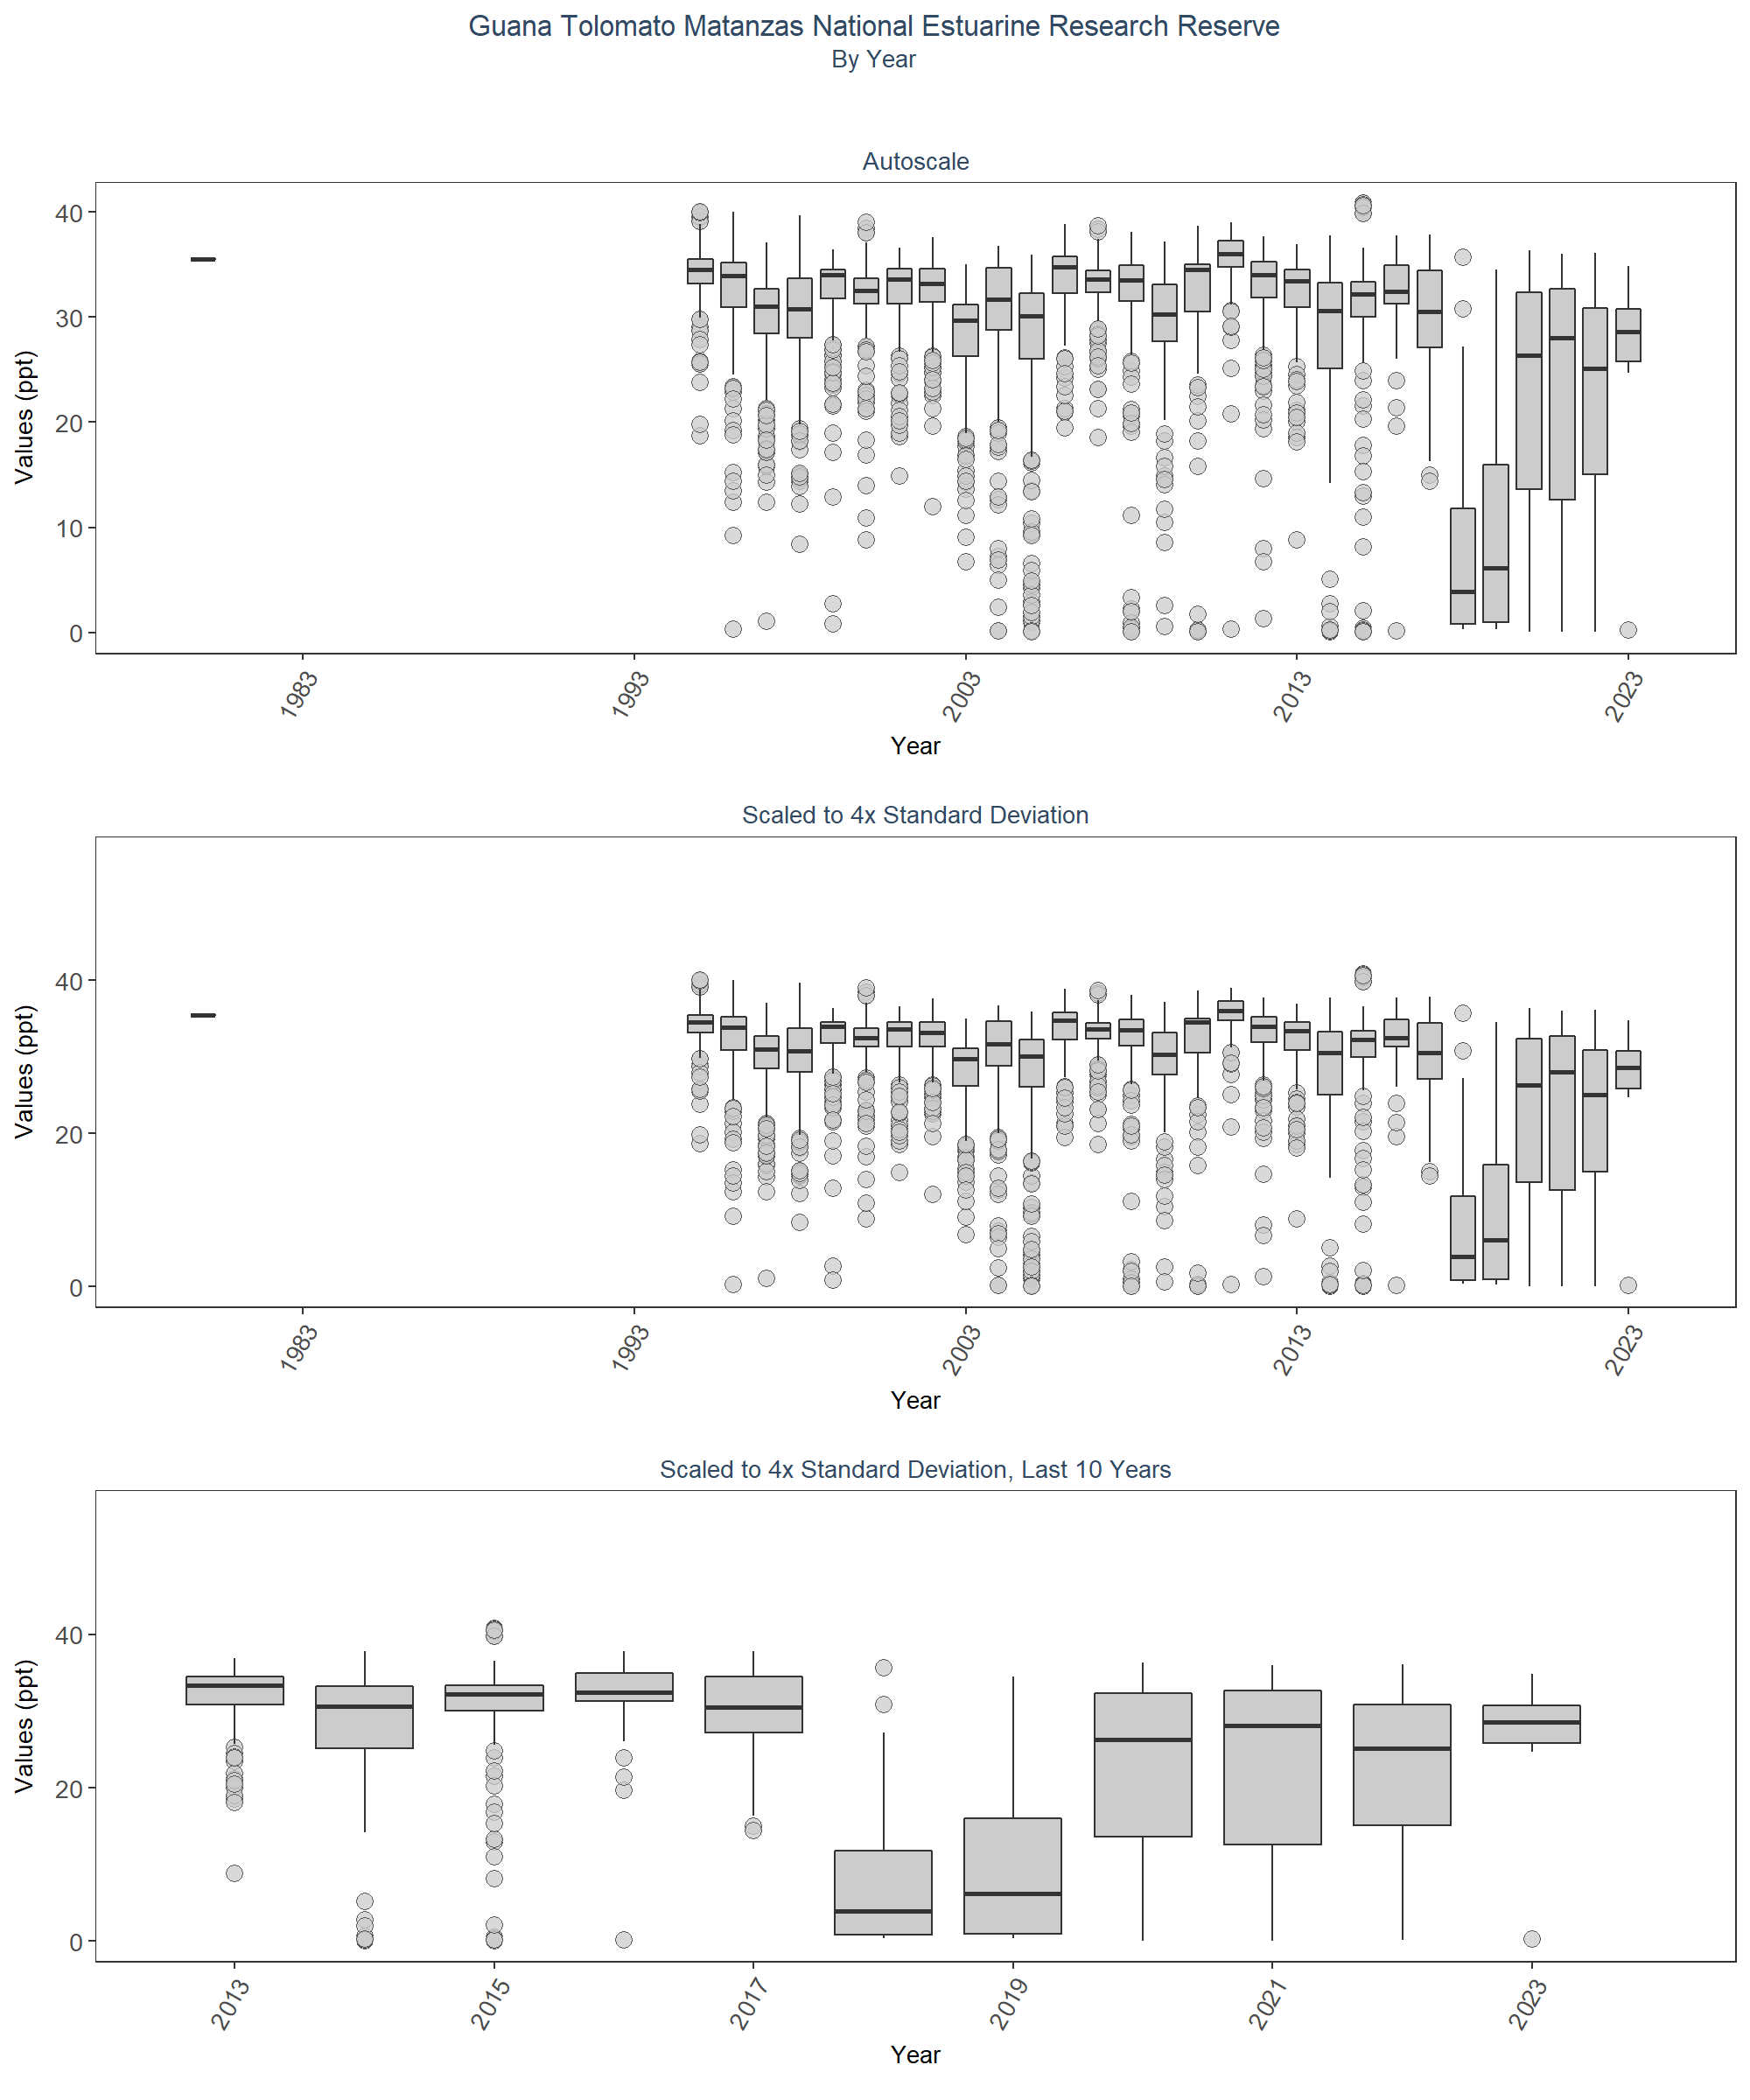 Guana Tolomato Matanzas National Estuarine Research Reserve
By Year
Autoscale
Values (ppt)
40
30
20
10
0
1983
1993
2003
2013
2023
Year
Scaled to 4x Standard Deviation
Values (ppt)
40
20
0
1983
1993
2003
2013
2023
Year
Scaled to 4x Standard Deviation, Last 10 Years
Values (ppt)
40
20
0
2013
2015
2017
2019
2021
2023
Year